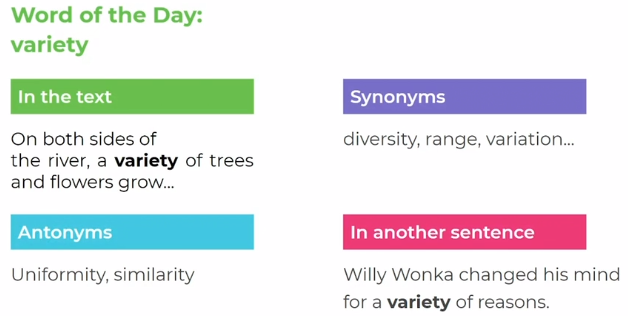 Word of the Day:
variety
In the text
On both sides of
the river, a variety of trees
and flowers grow...
Synonyms
diversity, range, variation...
Antonyms
Uniformity, similarity
In another sentence
Willy Wonka changed his mind
for a variety of reasons.